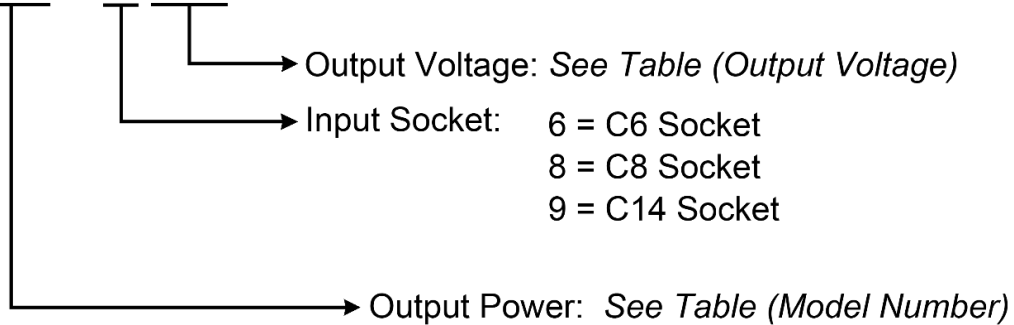 Output Voltage: See Table (Output Voltage)
Input Socket: 6 = C6 Socket
8 = C8 Socket
9 = C14 Socket
Output Power: See Table (Model Number)